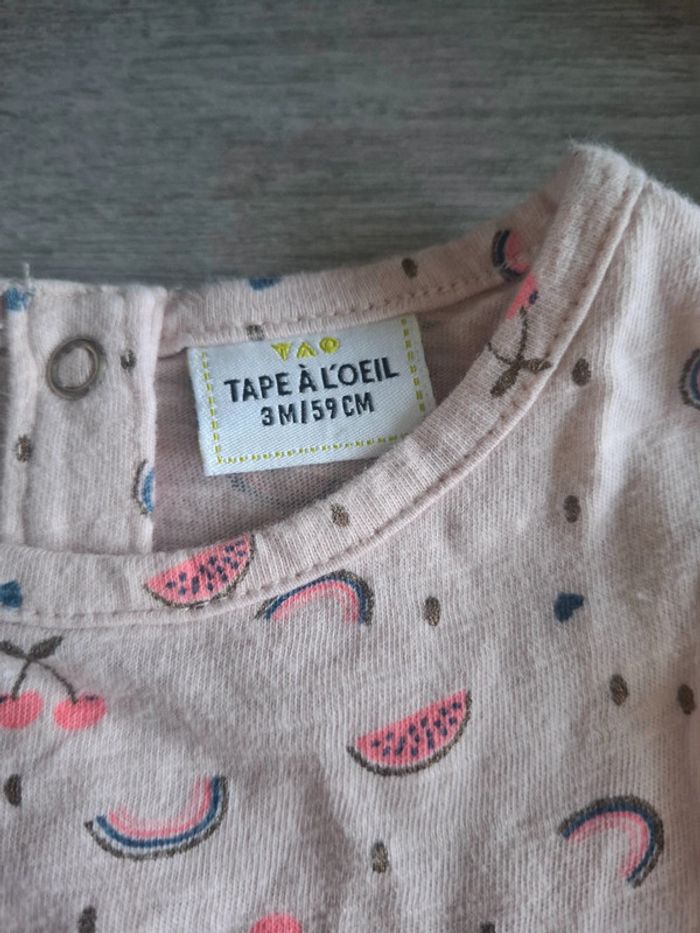 TAO
TAPE À L'OEIL
3M/59CM